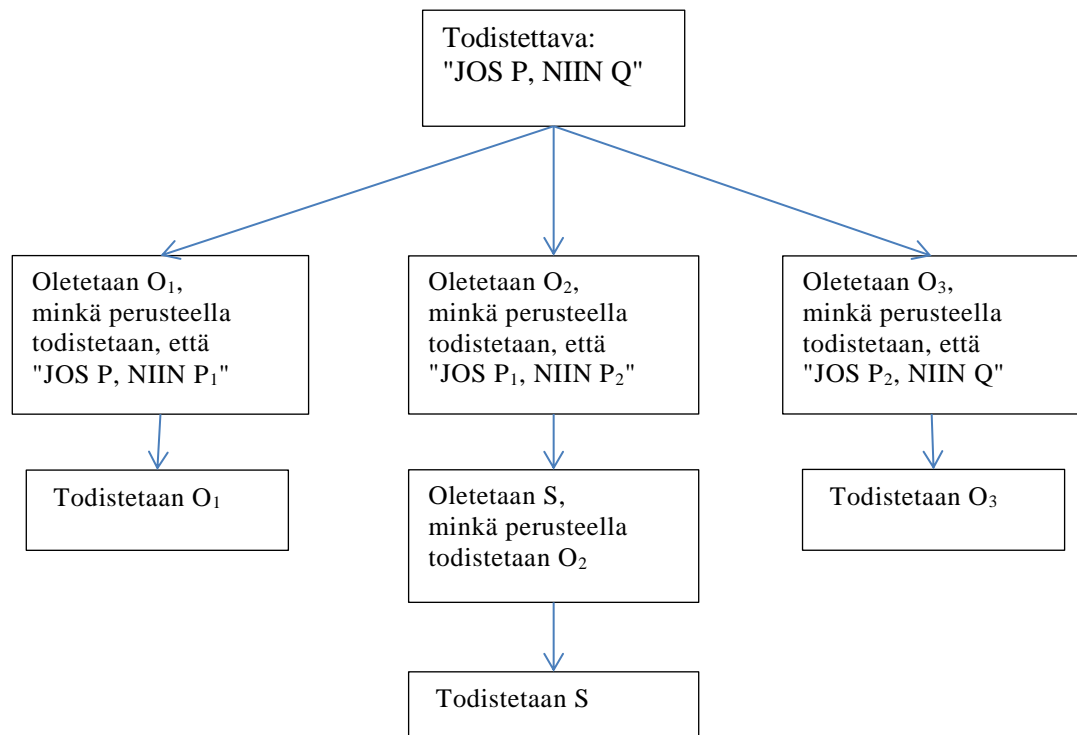 Todistettava:
"JOS P, NIIN Q"
Oletetaan O₁,
minkä perusteella
todistetaan, että
"JOS P, NIIN P₁"
Oletetaan O₂,
minkä perusteella
todistetaan, että
"JOS P₁, NIIN P₂"
Oletetaan O₃,
minkä perusteella
todistetaan, että
"JOS P₂, NIIN Q"
Todistetaan O₁
Oletetaan S,
minkä perusteella
todistetaan O₂
Todistetaan O₃
Todistetaan S